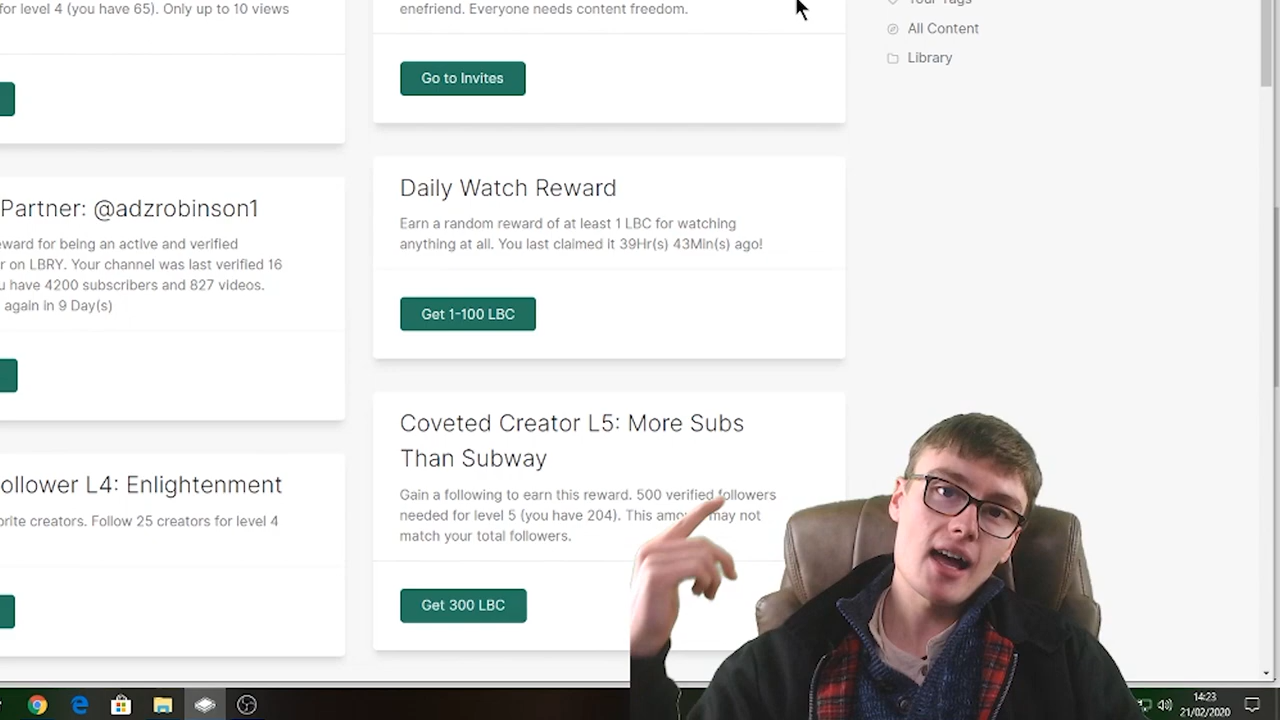 for level 4 (you have 65). Only up to 10 views
Partner: @adzrobinson1
eward for being an active and verified
r on LBRY. Your channel was last verified 16
u have 4200 subscribers and 827 videos.
again in 9 Day(s)
ollower L4: Enlightenment
orite creators. Follow 25 creators for level 4
enefriend. Everyone needs content freedom.
Go to Invites
Daily Watch Reward
Earn a random reward of at least 1 LBC for watching
anything at all. You last claimed it 39Hr(s) 43Min(s) ago!
Get 1-100 LBC
Coveted Creator L5: More Subs
Than Subway
Gain a following to earn this reward. 500 verified followers
needed for level 5 (you have 204). This may not
match your total followers.
Get 300 LBC
Your Tags
All Content
Library
14:23
21/02/2020